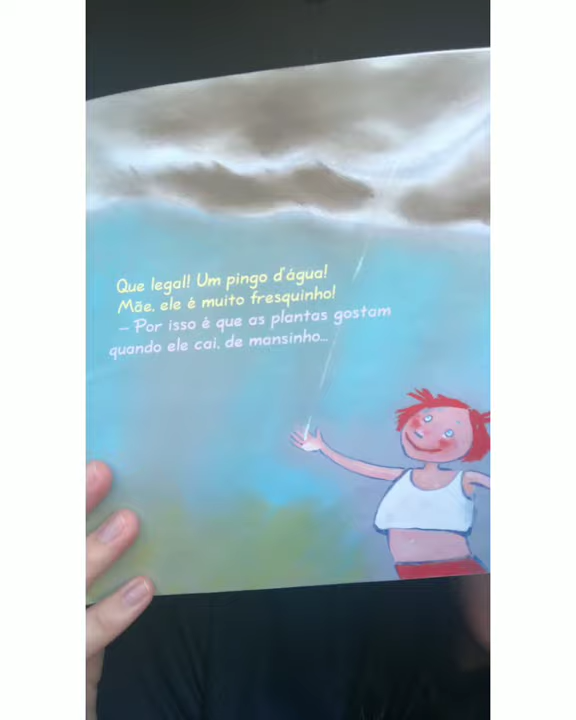 Que legal! Um pingo d'água!
Mãe, ele é muito fresquinho!
– Por isso é que as plantas gostam
quando ele cai, de mansinho...